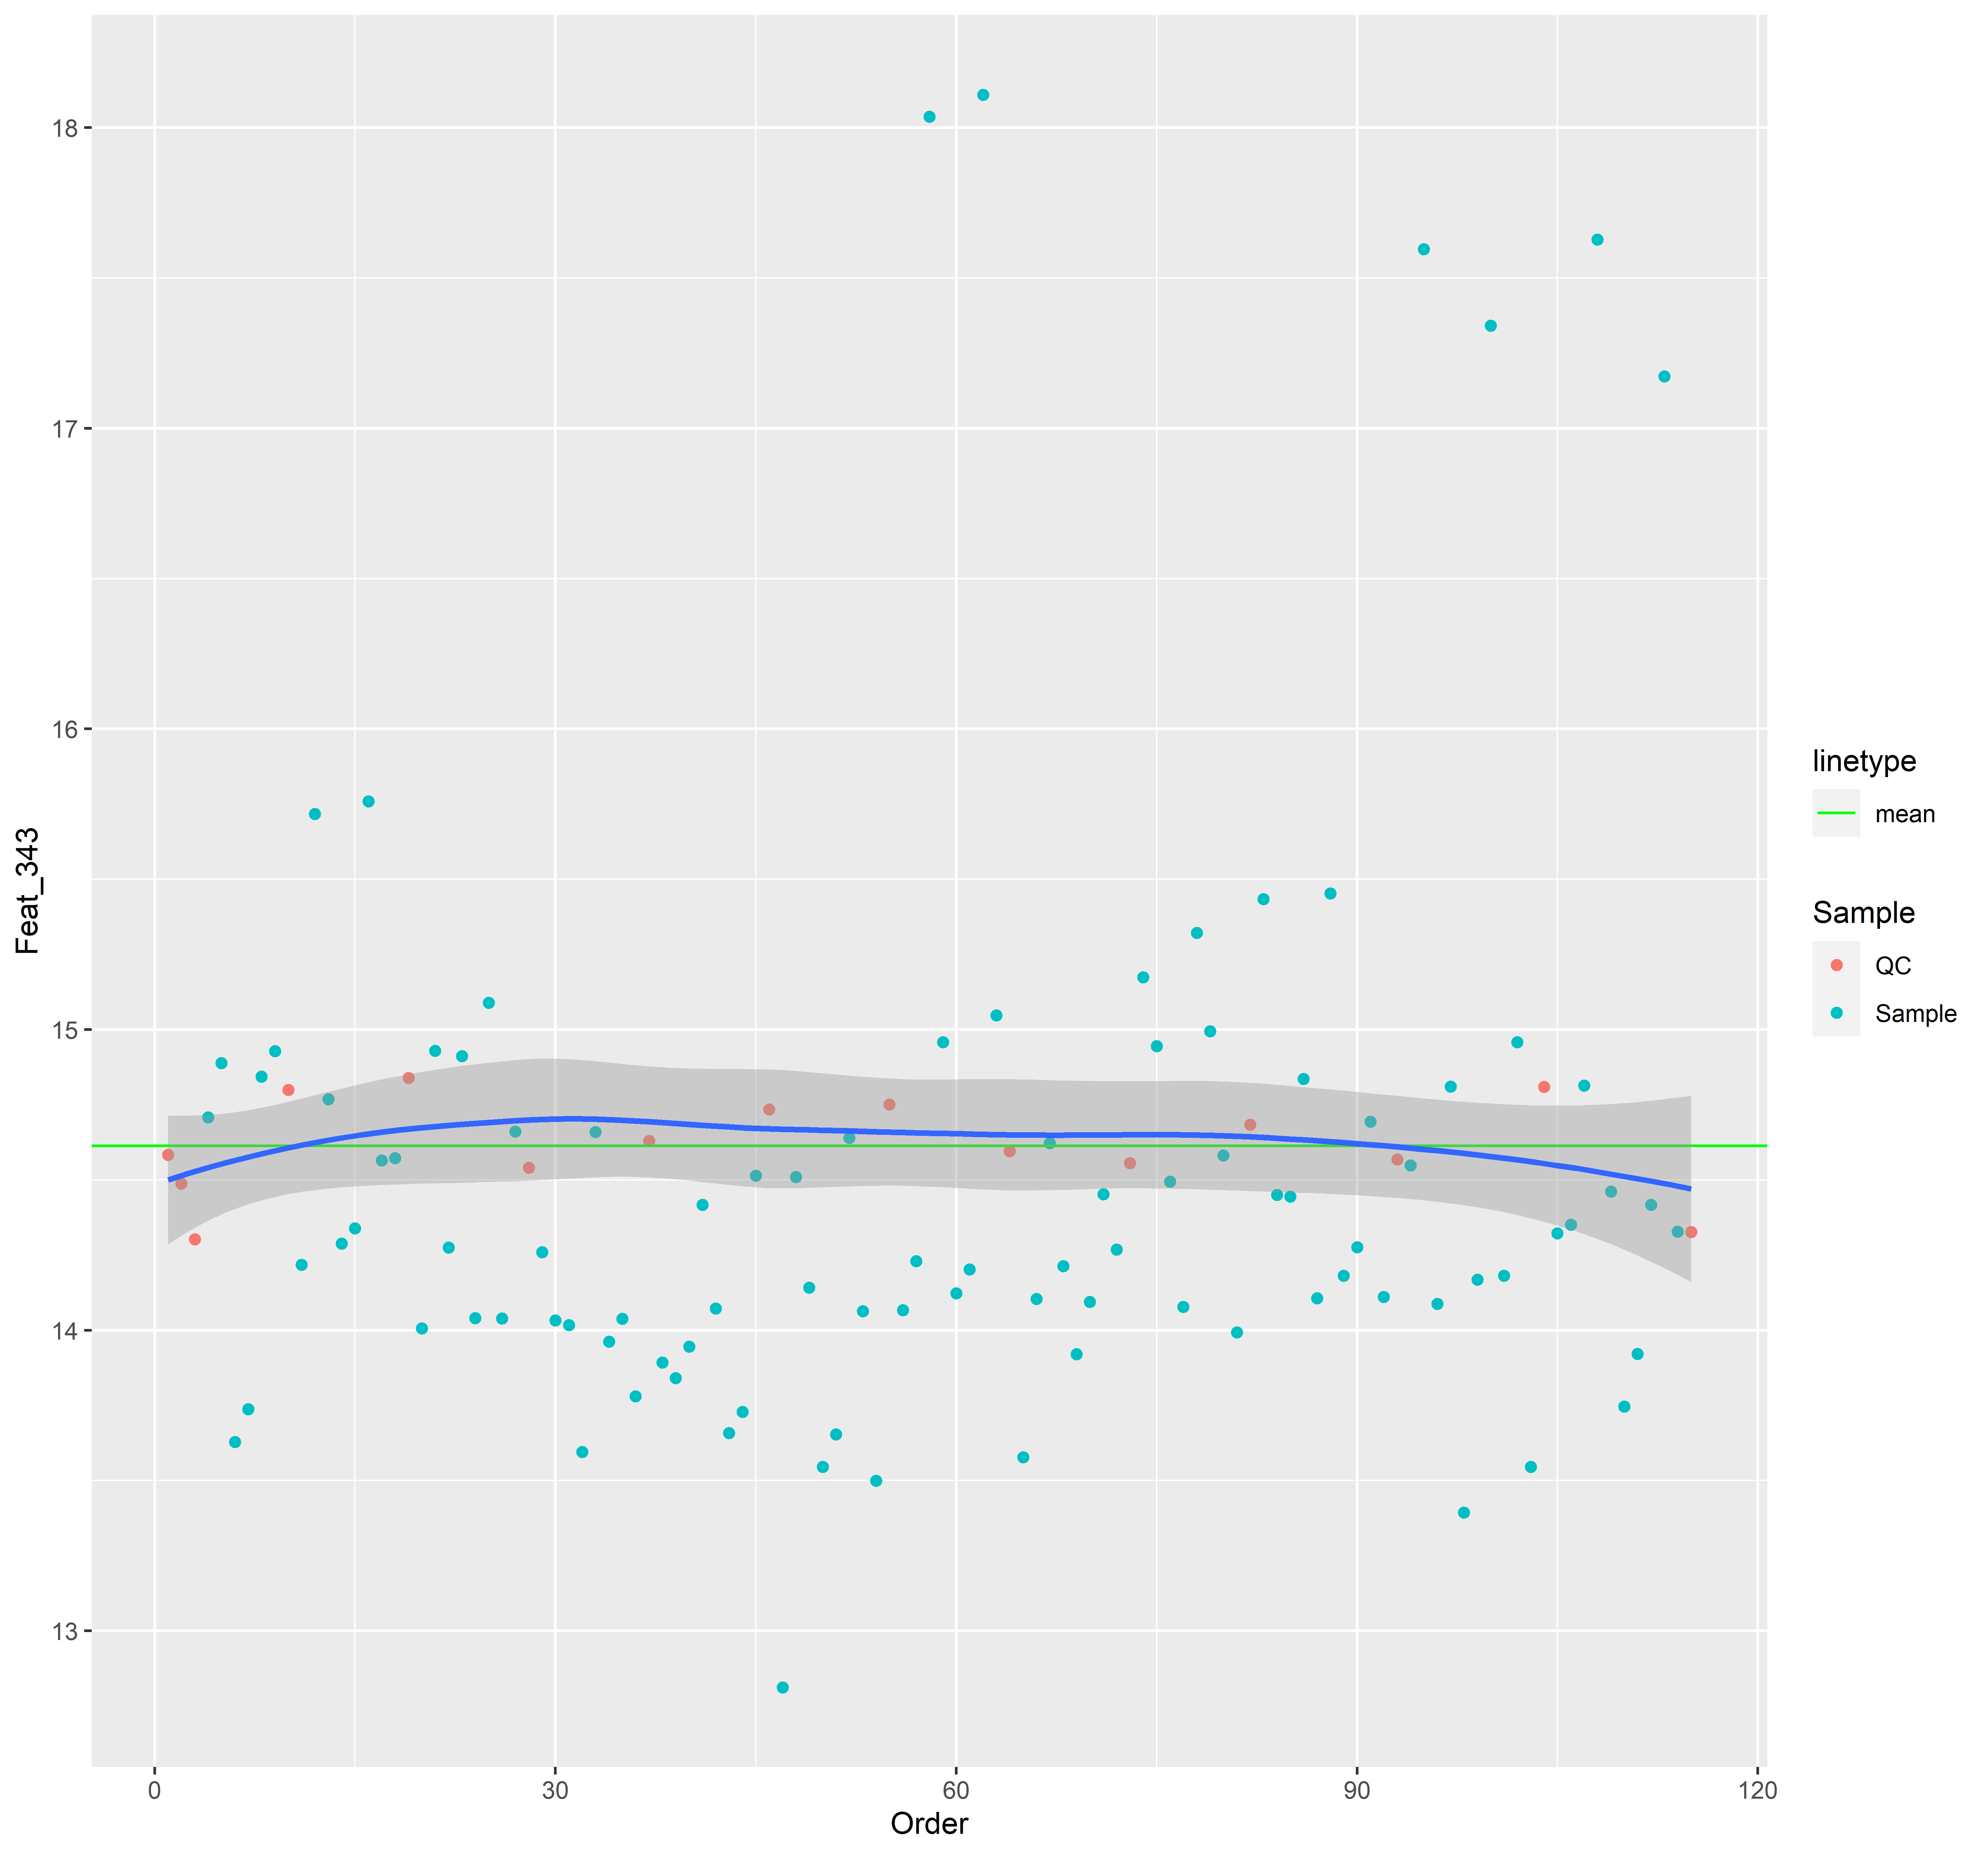 18
17
16
15
14
13
Feat_343
0 30 60 90 120
Order
linetype
mean
Sample
QC
Sample